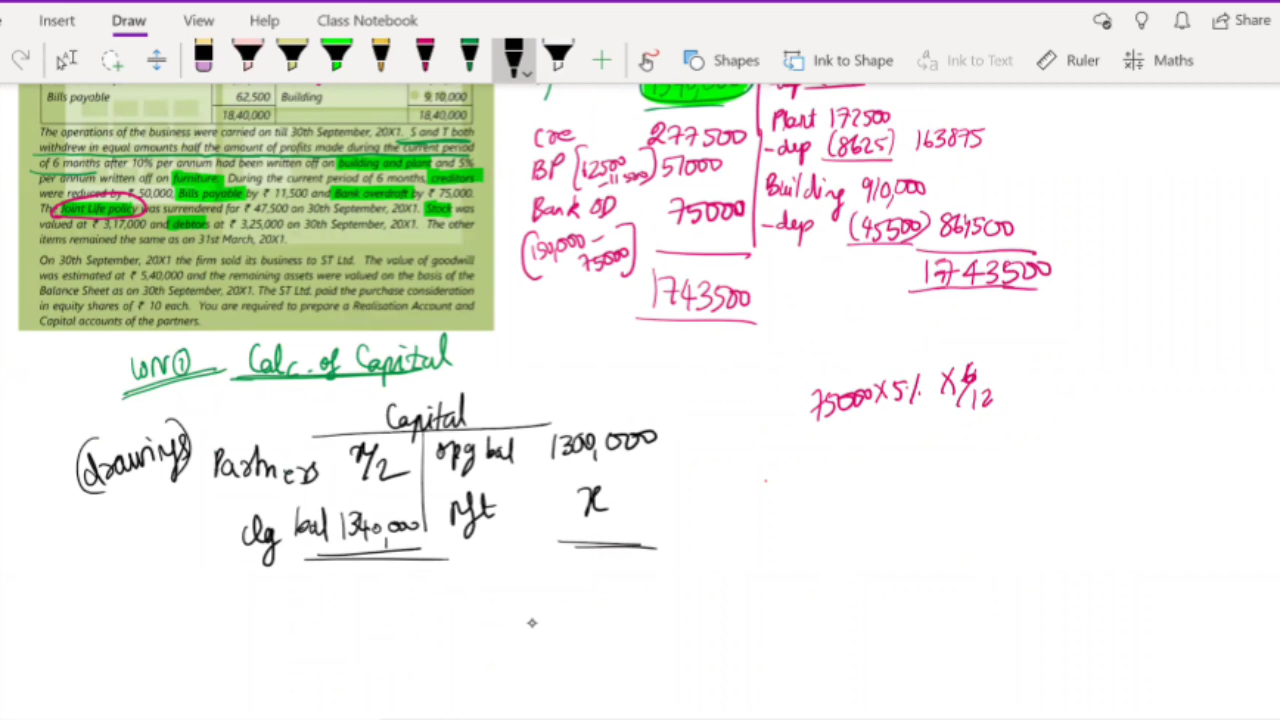 Insert Draw View Help Class Notebook Share
Shapes Ink to Shape Ink to Text Ruler Maths
Bills payable 62,500 Building 9,10,000
18,40,000 18,40,000
The operations of the business were carried on till 30th September, 20X1. S and T both
withdrew in equal amounts half the amount of profits made during the current period
of 6 months after 10% per annum had been written off on building and plant and 5%
per annum written off on furniture. During the current period of 6 months, creditors
were reduced by ₹ 50,000, Bills payable by ₹ 11,500 and Bank overdraft by ₹ 75,000.
The Joint Life policy was surrendered for ₹ 47,500 on 30th September, 20X1. Stock was
valued at ₹ 3,17,000 and debtors at ₹ 3,25,000 on 30th September, 20X1. The other
items remained the same as on 31st March, 20X1.
On 30th September, 20X1 the firm sold its business to ST Ltd. The value of goodwill
was estimated at ₹ 5,40,000 and the remaining assets were valued on the basis of the
Balance Sheet as on 30th September, 20X1. The ST Ltd. paid the purchase consideration
in equity shares of ₹ 10 each. You are required to prepare a Realisation Account and
Capital accounts of the partners.
Cre 277500
BP [62500 - 11500] 51000
Bank OD 75000
[150,000 - 75000]
1743500
Plant 172500
-dep (8625) 163875
Building 910,000
-dep (45500) 864500
1743500
WN① Calc. of Capital
75000 X 5% X 6/12
Capital
(drawings) Partners x/2 opg bal 1300,000
clg bal 1340,000 Pft x